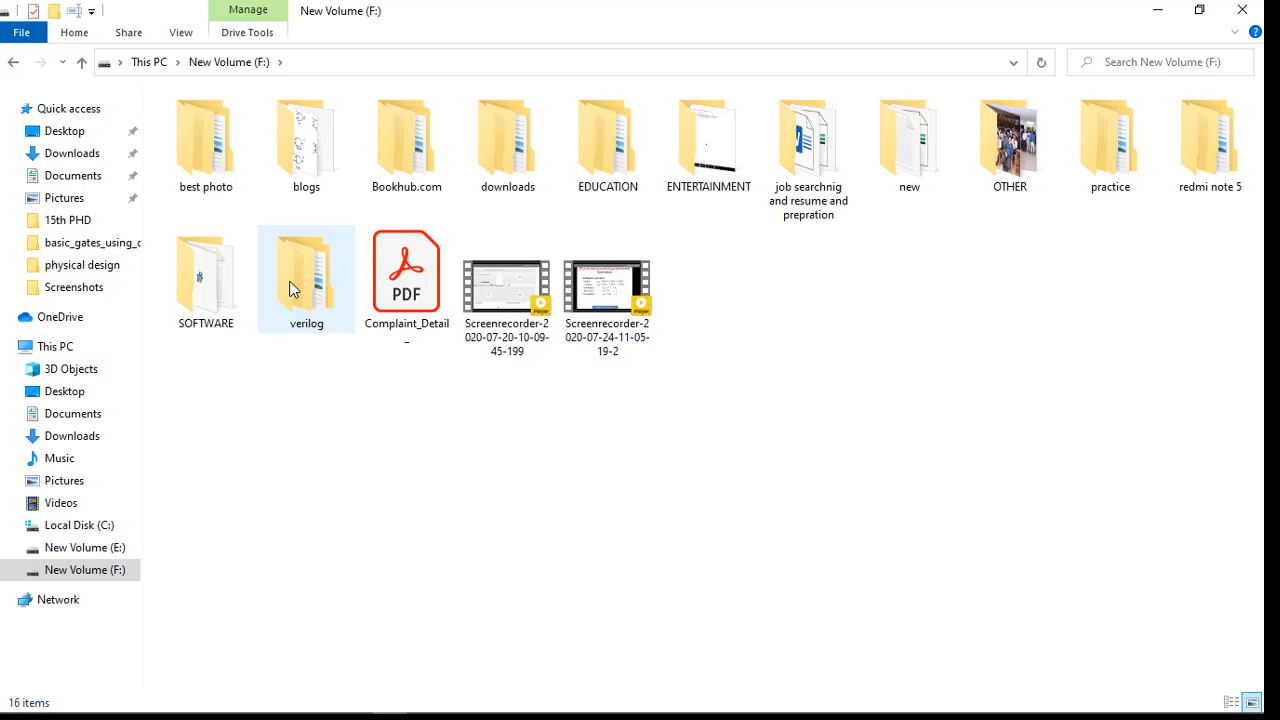 Manage
New Volume (F:)
File
Home
Share
View
Drive Tools
This PC
New Volume (F:)
Search New Volume (F:)
Quick access
Desktop
Downloads
Documents
Pictures
15th PHD
basic_gates_using_c
physical design
Screenshots
OneDrive
This PC
3D Objects
Desktop
Documents
Downloads
Music
Pictures
Videos
Local Disk (C:)
New Volume (E:)
New Volume (F:)
Network
best photo
blogs
Bookhub.com
downloads
EDUCATION
ENTERTAINMENT
job searchnig
and resume and
prepration
new
OTHER
practice
redmi note 5
SOFTWARE
verilog
PDF
Complaint_Detail
_
Player
Screenrecorder-2
020-07-20-10-09-
45-199
Player
Screenrecorder-2
020-07-24-11-05-
19-2
16 items